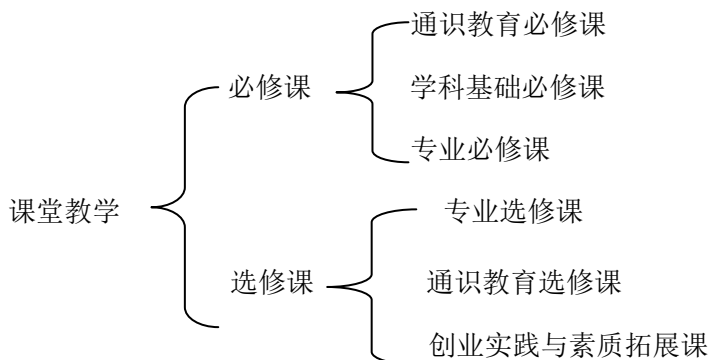 课堂教学
必修课
通识教育必修课
学科基础必修课
专业必修课
选修课
专业选修课
通识教育选修课
创业实践与素质拓展课